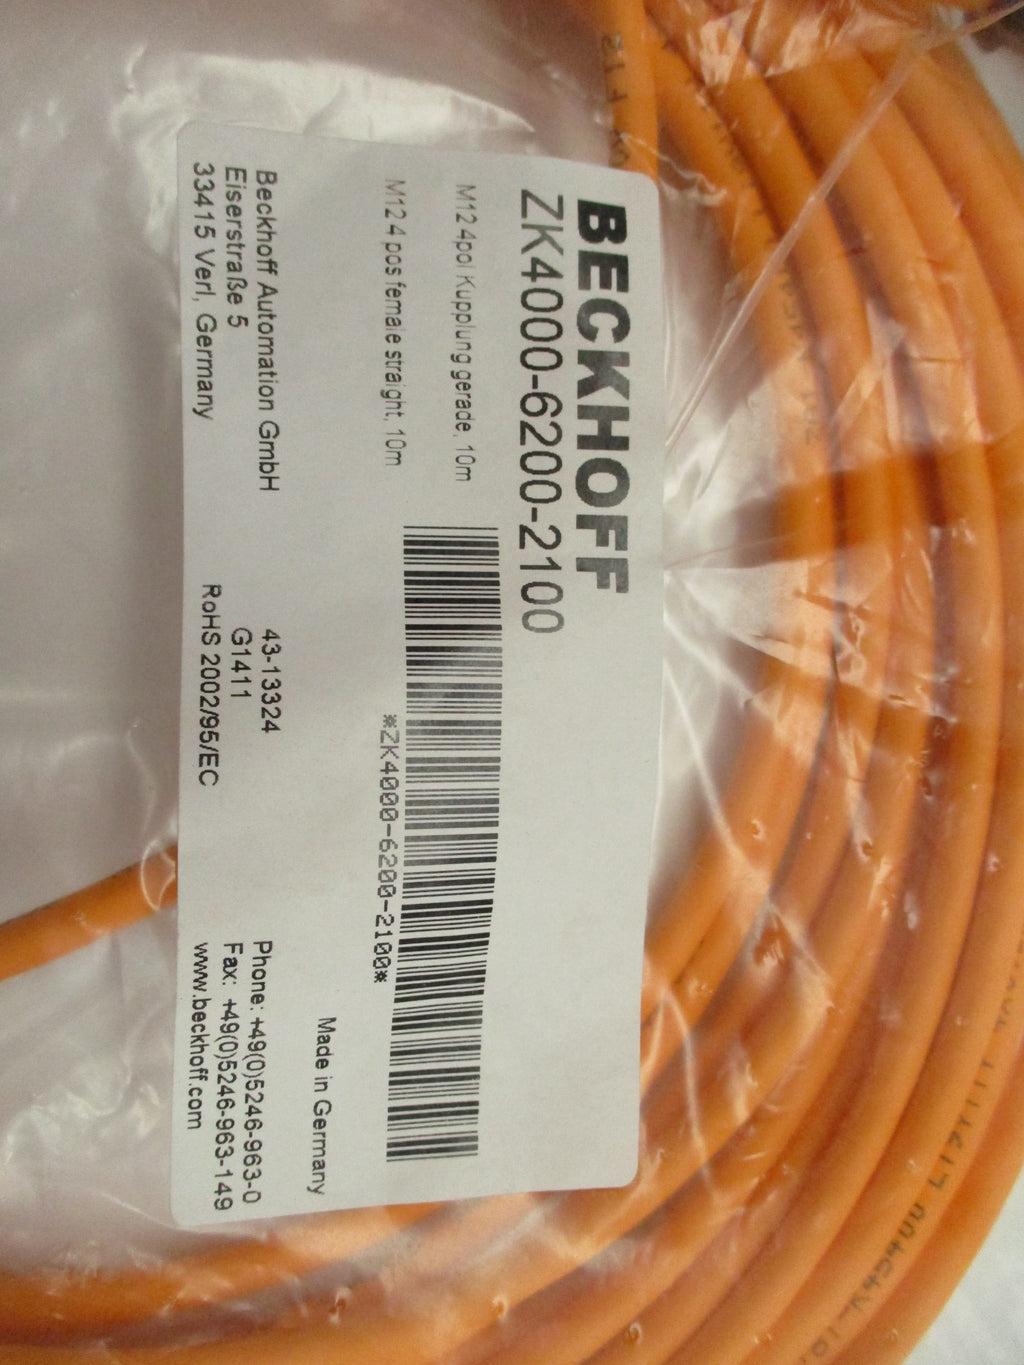 BECKHOFF
ZK4000-6200-2100
M12 4pol Kupplung gerade, 10m
M12 4 pos female straight, 10m
*ZK4000-6200-2100*
Made in Germany
Beckhoff Automation GmbH
Eiserstraße 5
33415 Verl, Germany
43-13324
G1411
RoHS 2002/95/EC
Phone: +49(0)5246-963-0
Fax: +49(0)5246-963-149
www.beckhoff.com